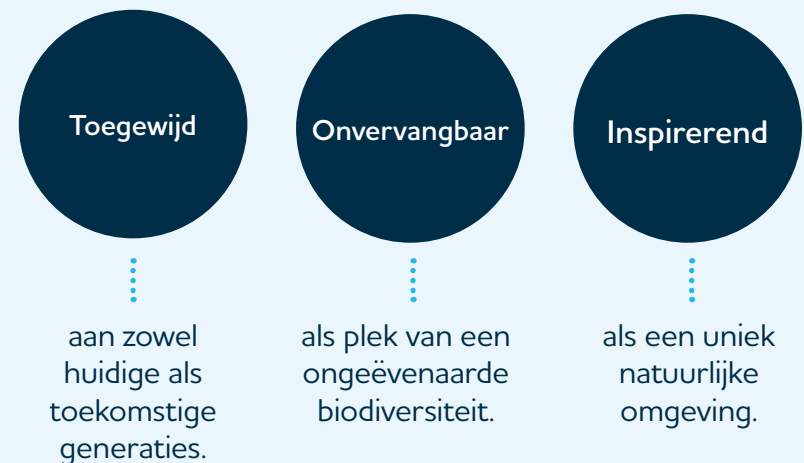 Toegewijd
aan zowel
huidige als
toekomstige
generaties.
Onvervangbaar
als plek van een
ongeëvenaarde
biodiversiteit.
Inspirerend
als een uniek
natuurlijke
omgeving.